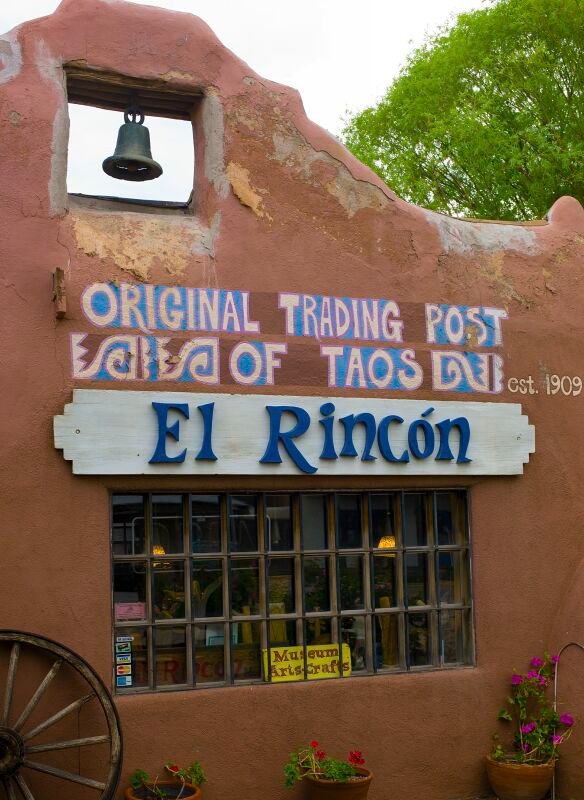 ORIGINAL TRADING POST
OF TAOS
est. 1909
El Rincón
Museum
Arts-Crafts